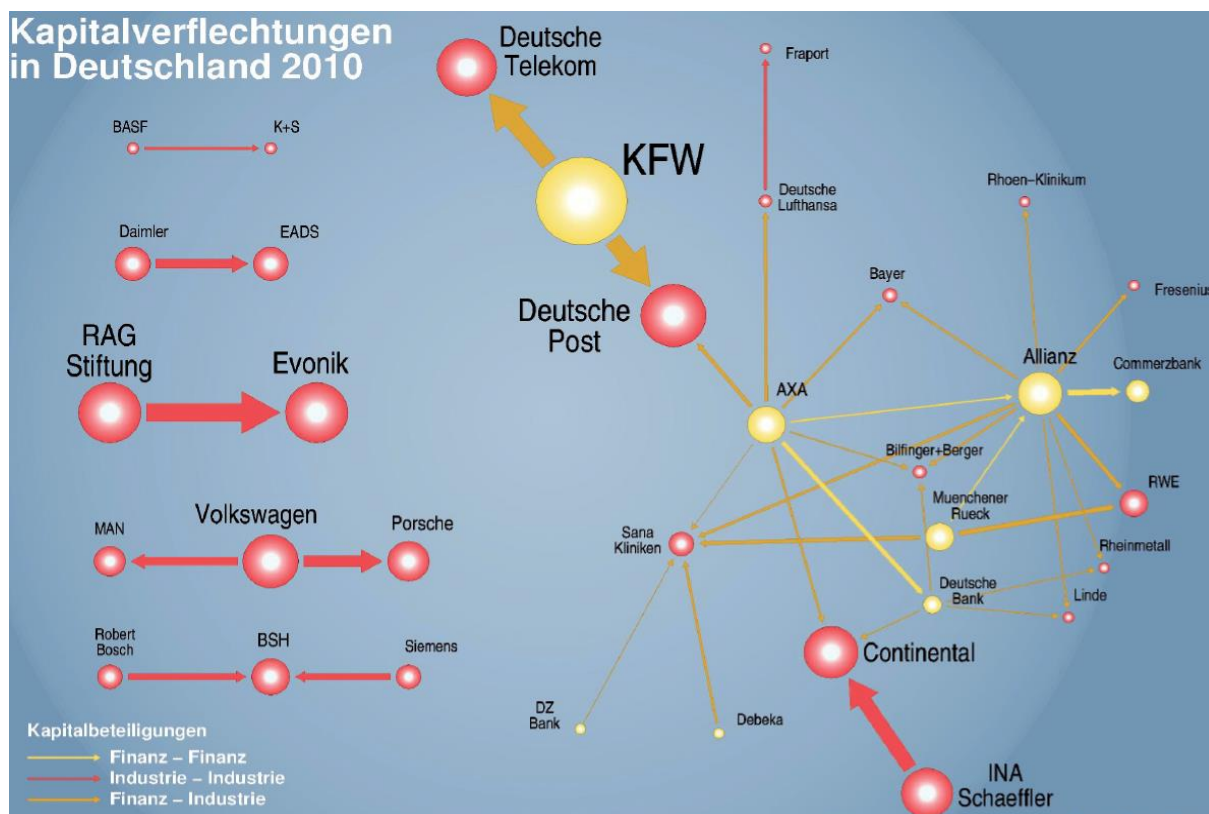 Kapitalverflechtungen
in Deutschland 2010
Deutsche
Telekom
Fraport
BASF
K+S
KFW
Deutsche
Lufthansa
Rhoen-Klinikum
Daimler
EADS
Bayer
Fresenius
Deutsche
Post
RAG
Stiftung
Evonik
Allianz
Commerzbank
AXA
Bilfinger+Berger
RWE
Muenchener
Rueck
MAN
Volkswagen
Porsche
Sana
Kliniken
Rheinmetall
Deutsche
Bank
Linde
Robert
Bosch
BSH
Siemens
Continental
DZ
Bank
Debeka
INA
Schaeffler
Kapitalbeteiligungen
Finanz – Finanz
Industrie – Industrie
Finanz – Industrie